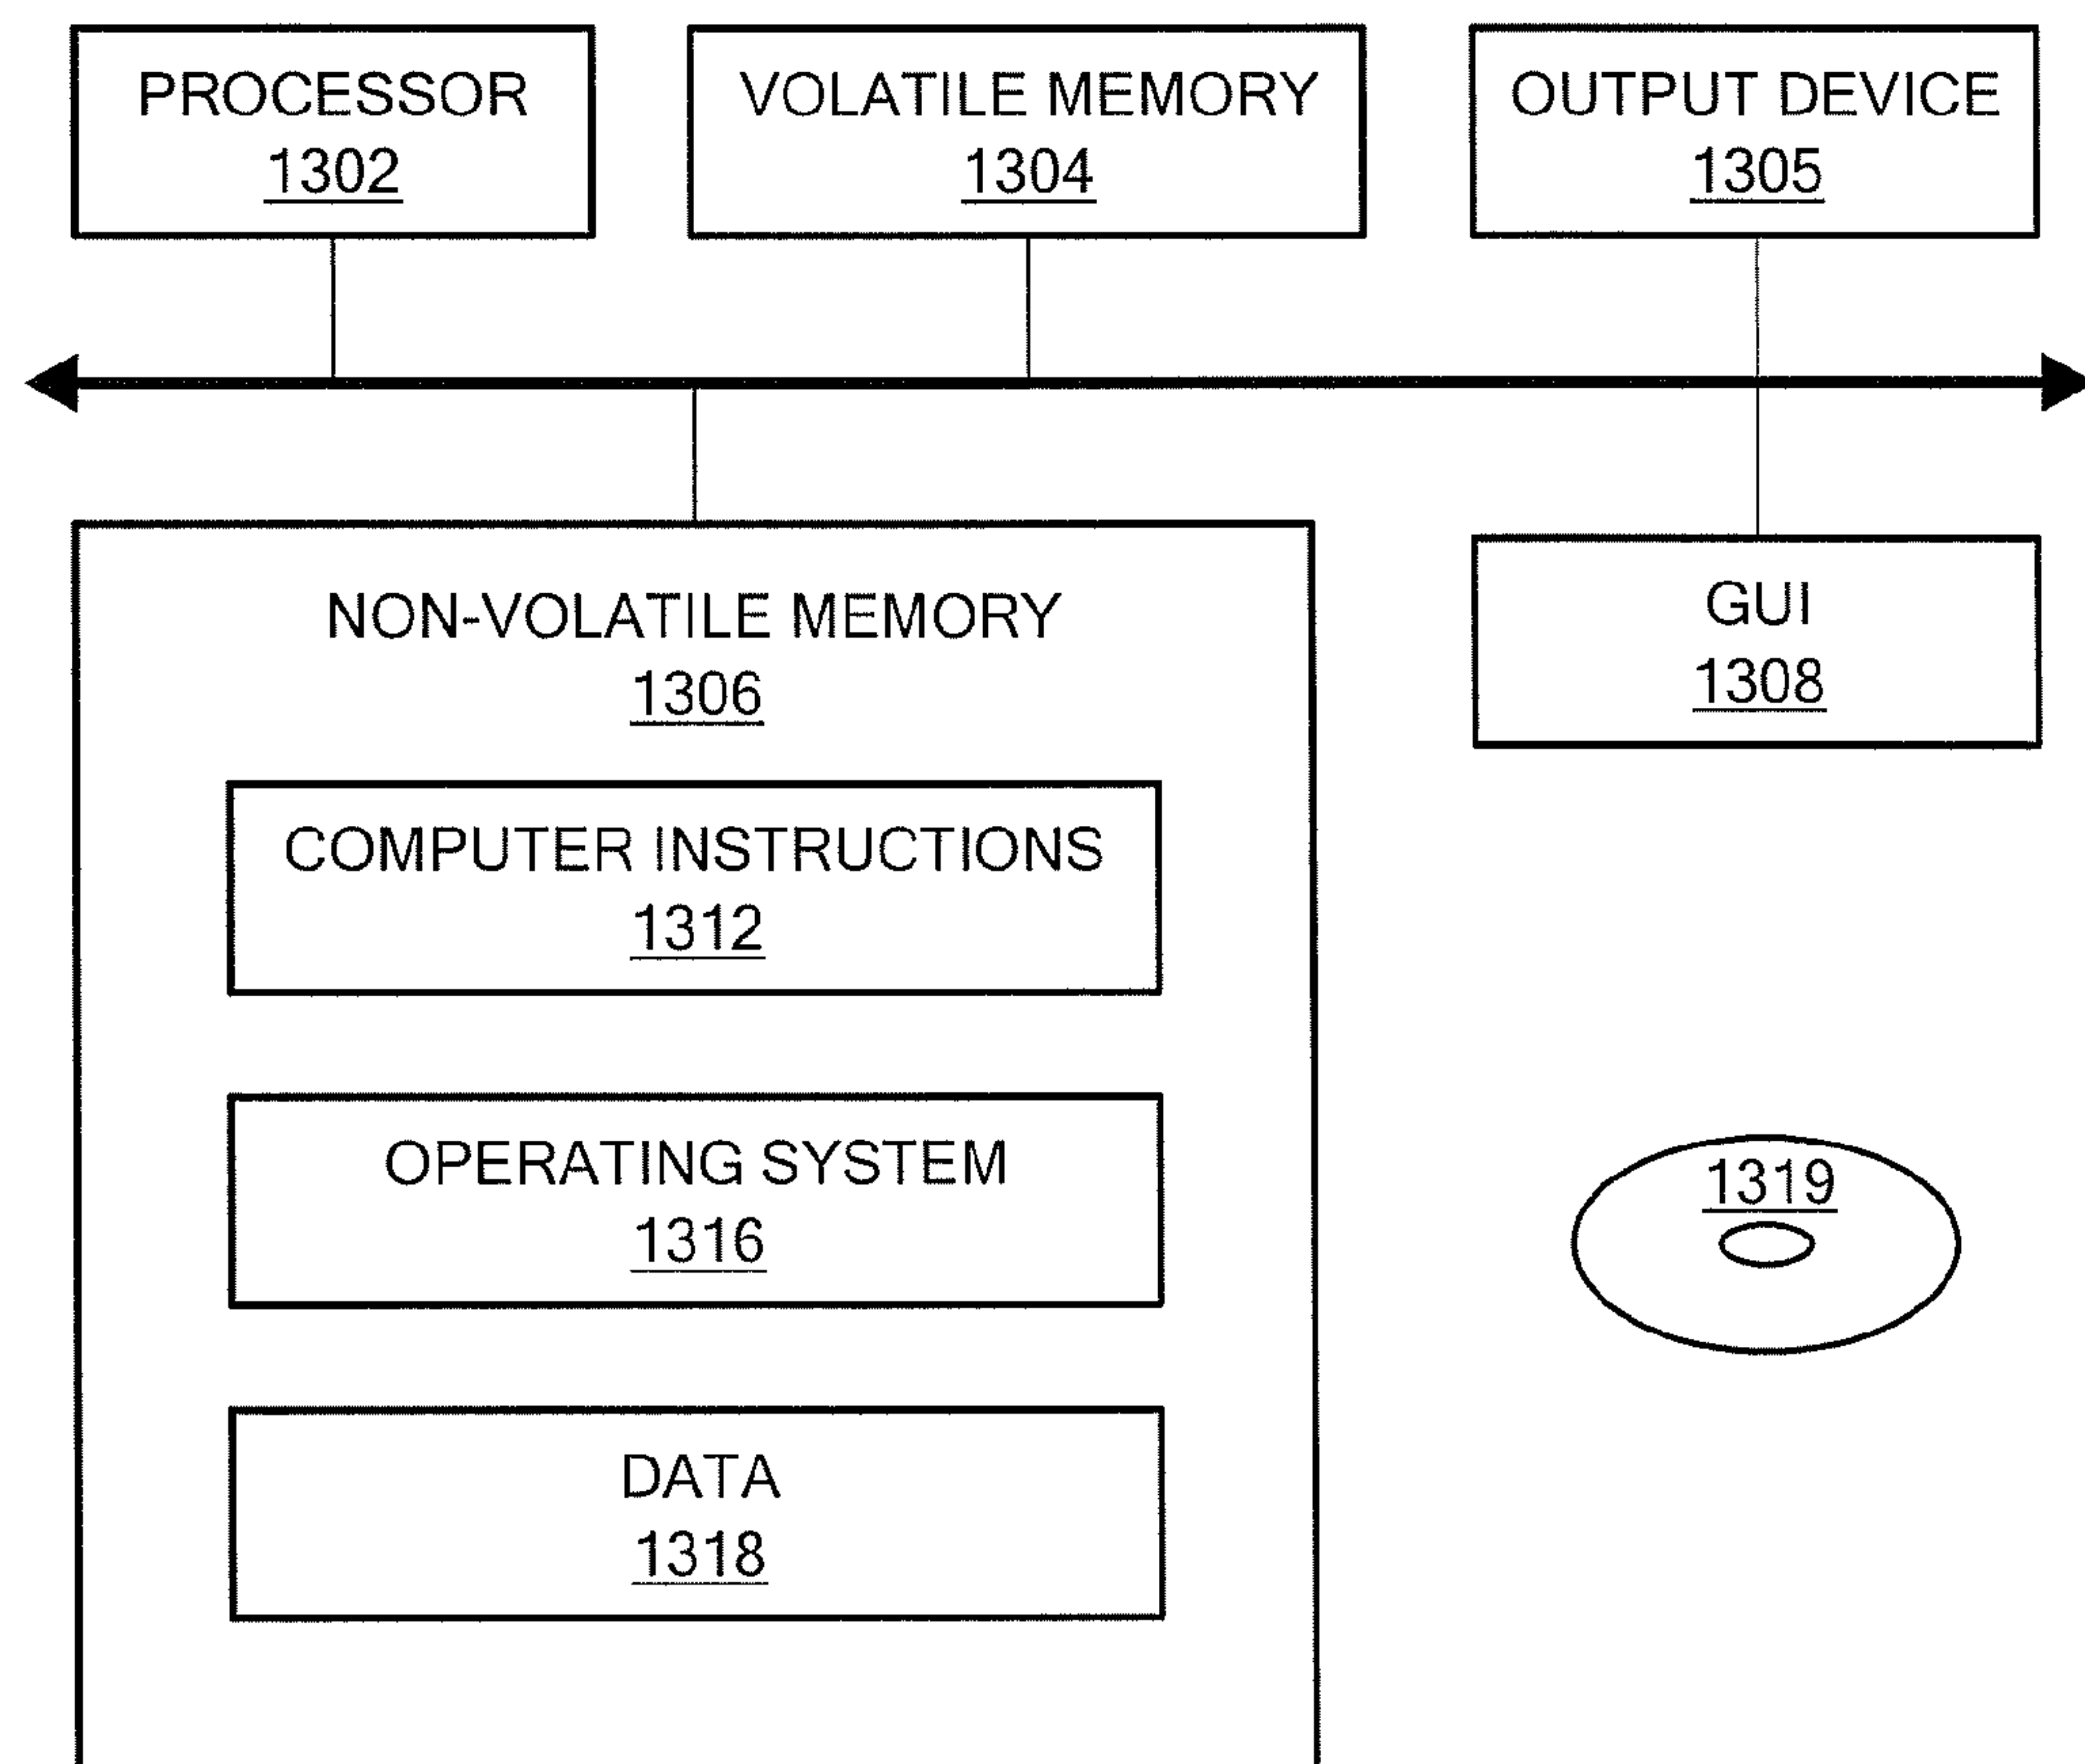 PROCESSOR
1302
VOLATILE MEMORY
1304
OUTPUT DEVICE
1305
NON-VOLATILE MEMORY
1306
GUI
1308
COMPUTER INSTRUCTIONS
1312
OPERATING SYSTEM
1316
1319
DATA
1318